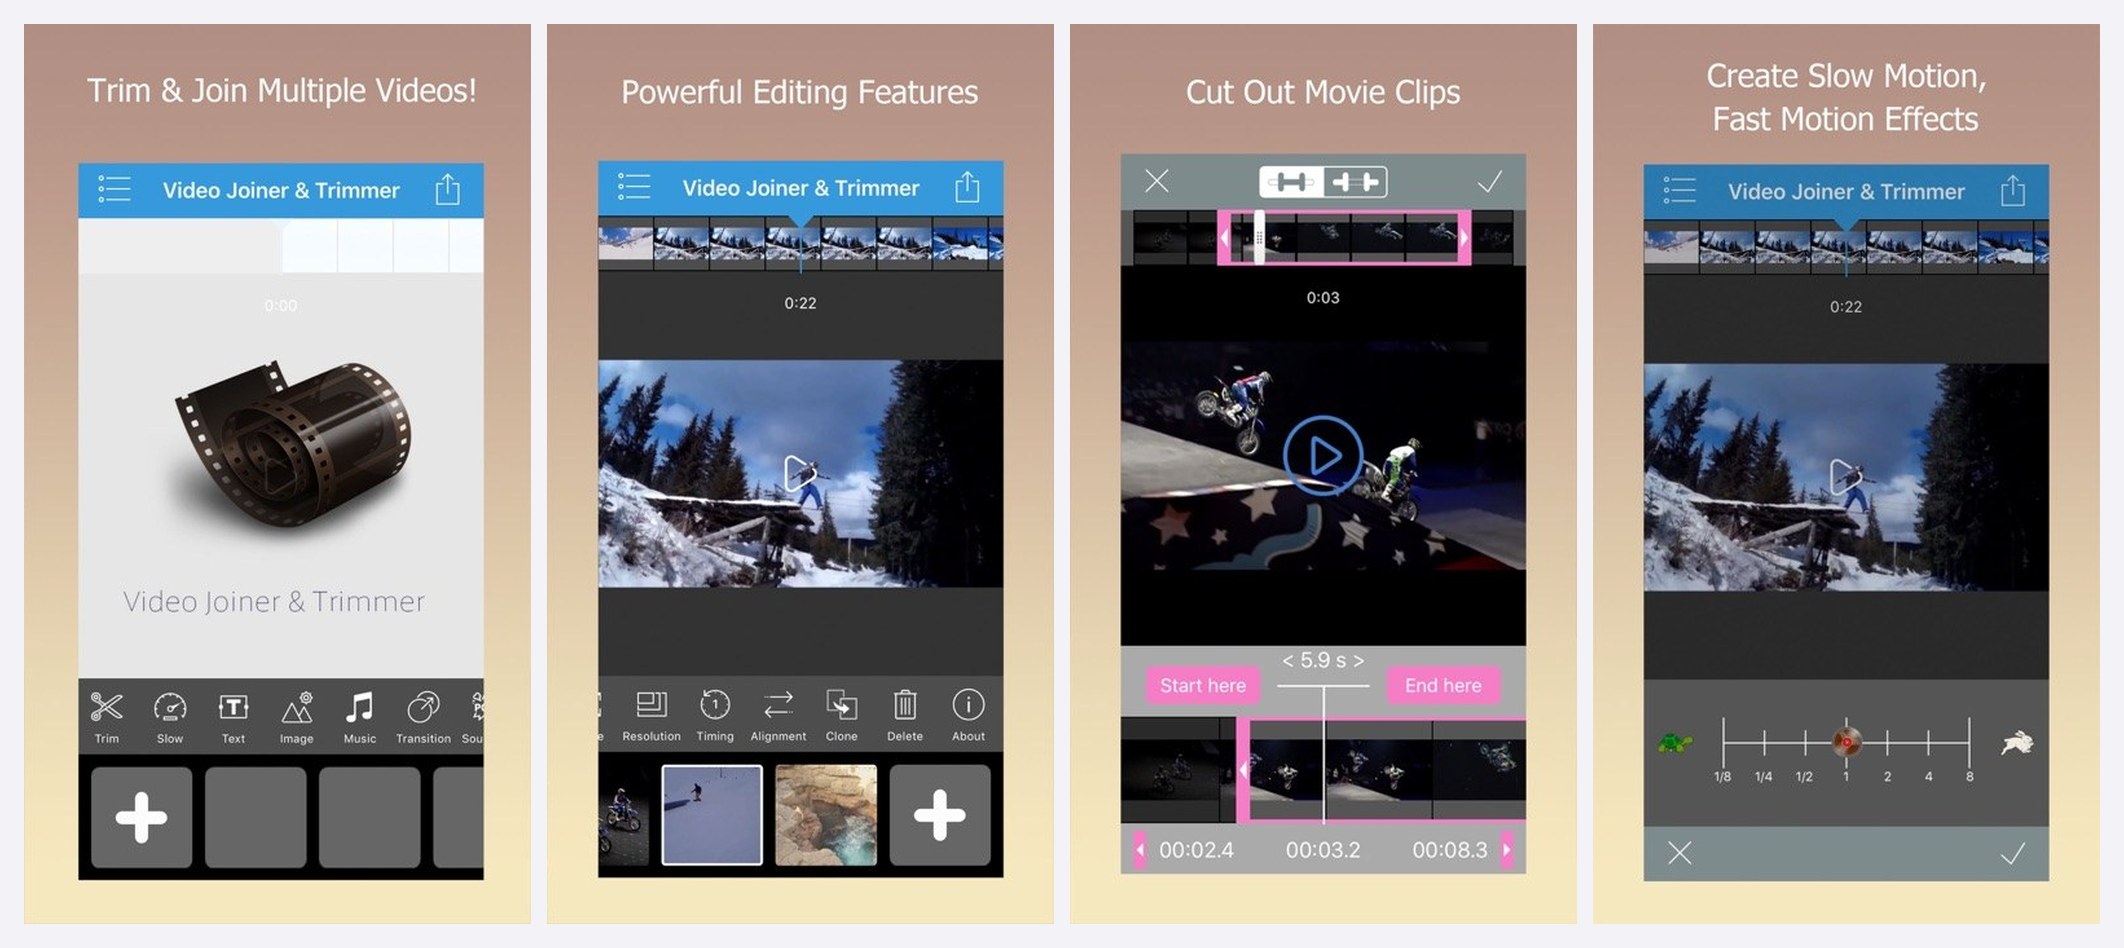 Trim & Join Multiple Videos!
Video Joiner & Trimmer
0:00
Video Joiner & Trimmer
Trim Slow Text Image Music Transition Sou
Powerful Editing Features
Video Joiner & Trimmer
0:22
e Resolution Timing Alignment Clone Delete About
Cut Out Movie Clips
0:03
< 5.9 s >
Start here End here
00:02.4 00:03.2 00:08.3
Create Slow Motion,
Fast Motion Effects
Video Joiner & Trimmer
0:22
1/8 1/4 1/2 1 2 4 8